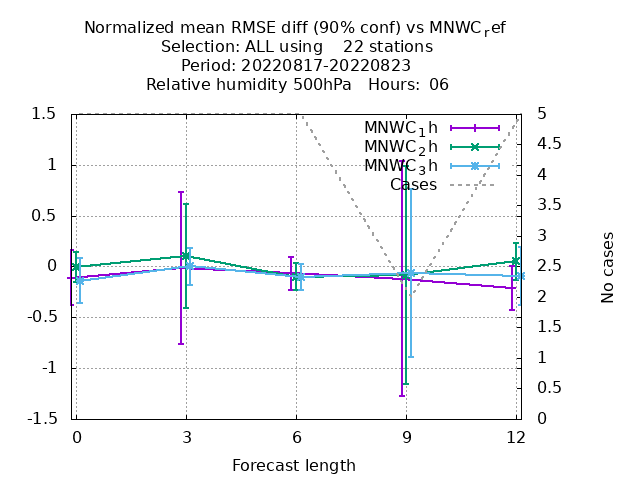 Normalized mean RMSE diff (90% conf) vs MNWC_ref
Selection: ALL using    22 stations
Period: 20220817-20220823
Relative humidity 500hPa   Hours:  06
MNWC_1h
MNWC_2h
MNWC_3h
Cases
1.5
1
0.5
0
-0.5
-1
-1.5
5
4.5
4
3.5
3
2.5
2
1.5
1
0.5
0
No cases
0 3 6 9 12
Forecast length